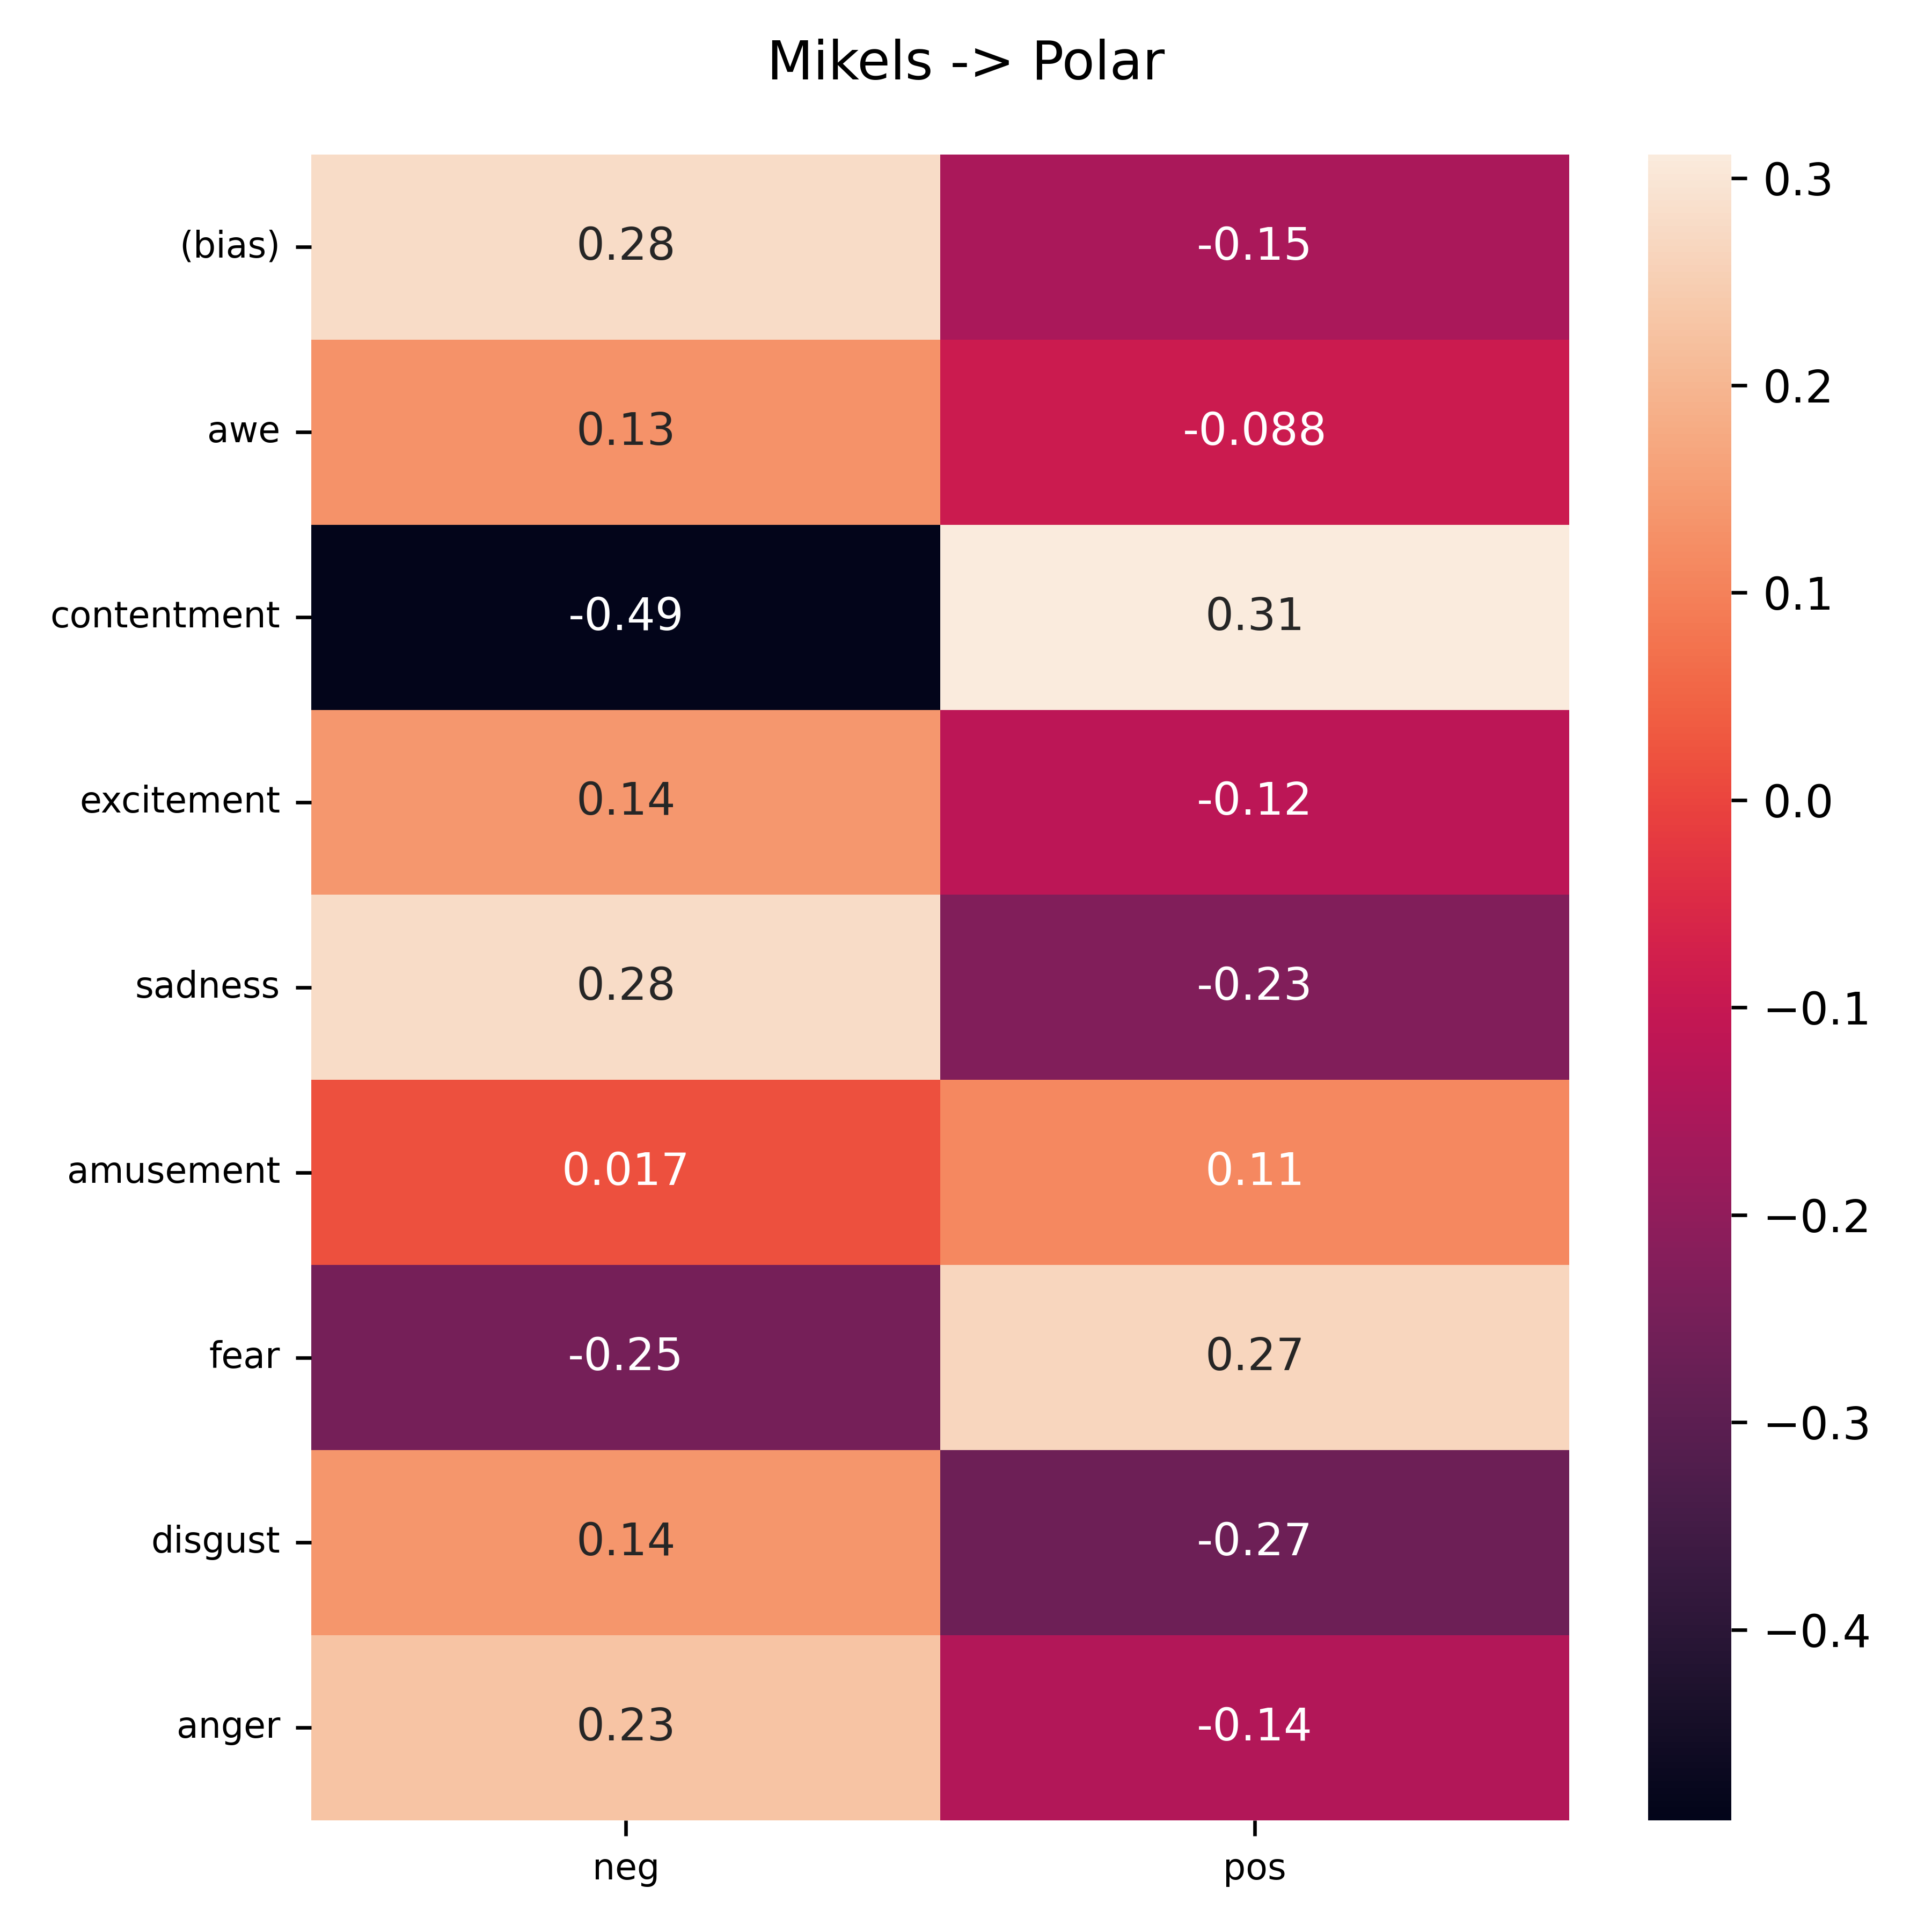 Mikels -> Polar
(bias) 0.28 -0.15
awe 0.13 -0.088
contentment -0.49 0.31
excitement 0.14 -0.12
sadness 0.28 -0.23
amusement 0.017 0.11
fear -0.25 0.27
disgust 0.14 -0.27
anger 0.23 -0.14
neg pos
0.3
0.2
0.1
0.0
−0.1
−0.2
−0.3
−0.4